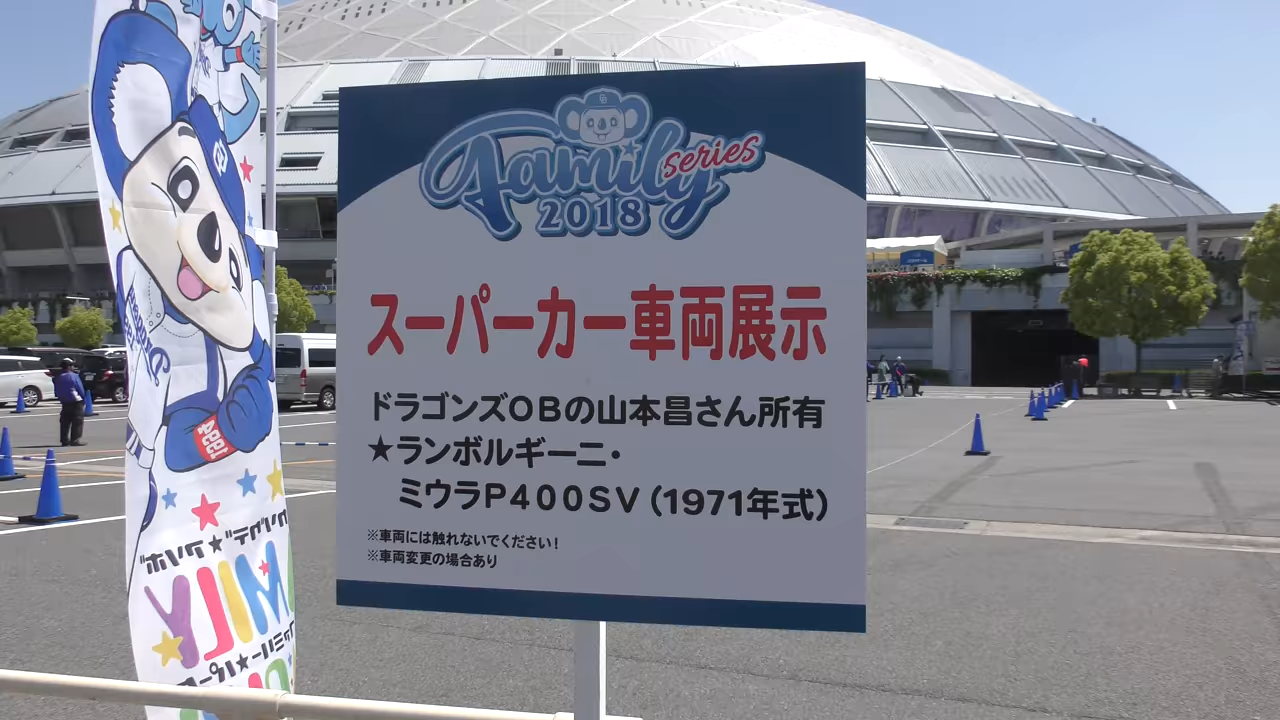 Family series
2018
スーパーカー車両展示
ドラゴンズOBの山本昌さん所有
★ランボルギーニ・
ミウラP400SV(1971年式)
※車両には触れないでください!
※車両変更の場合あり
Dragons
1994